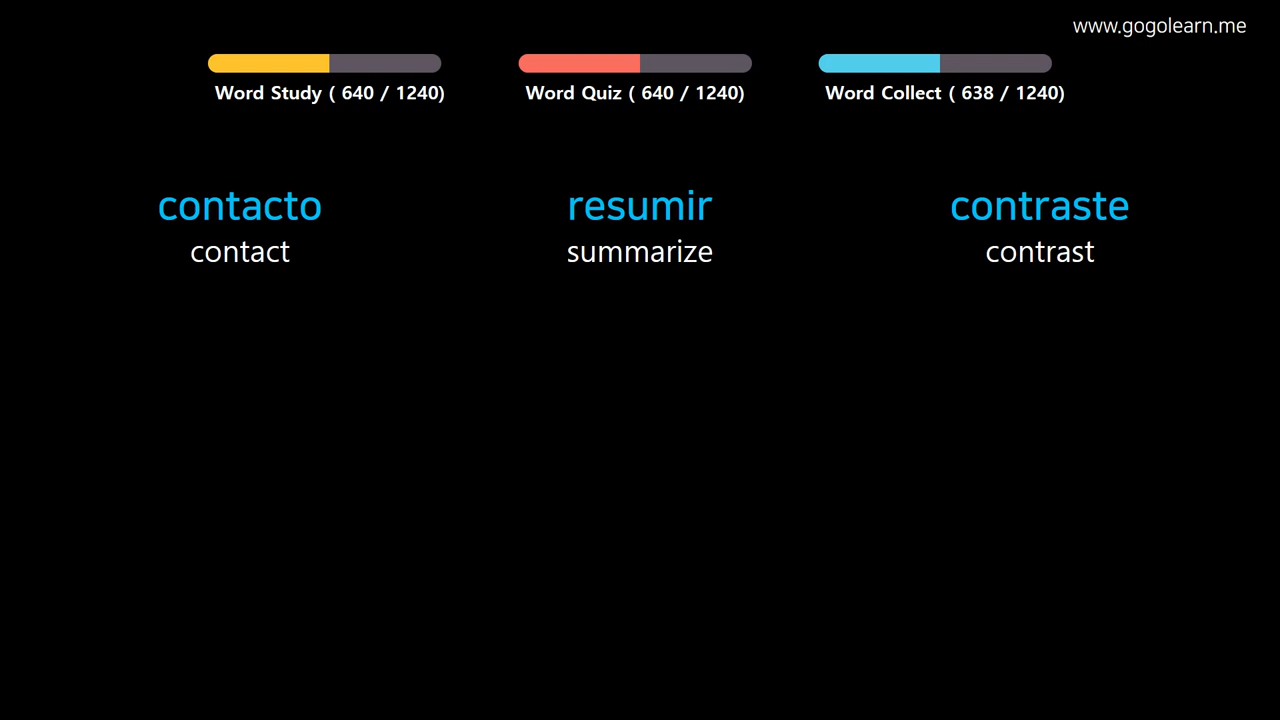 www.gogolearn.me
Word Study ( 640 / 1240)
Word Quiz ( 640 / 1240)
Word Collect ( 638 / 1240)
contacto
contact
resumir
summarize
contraste
contrast